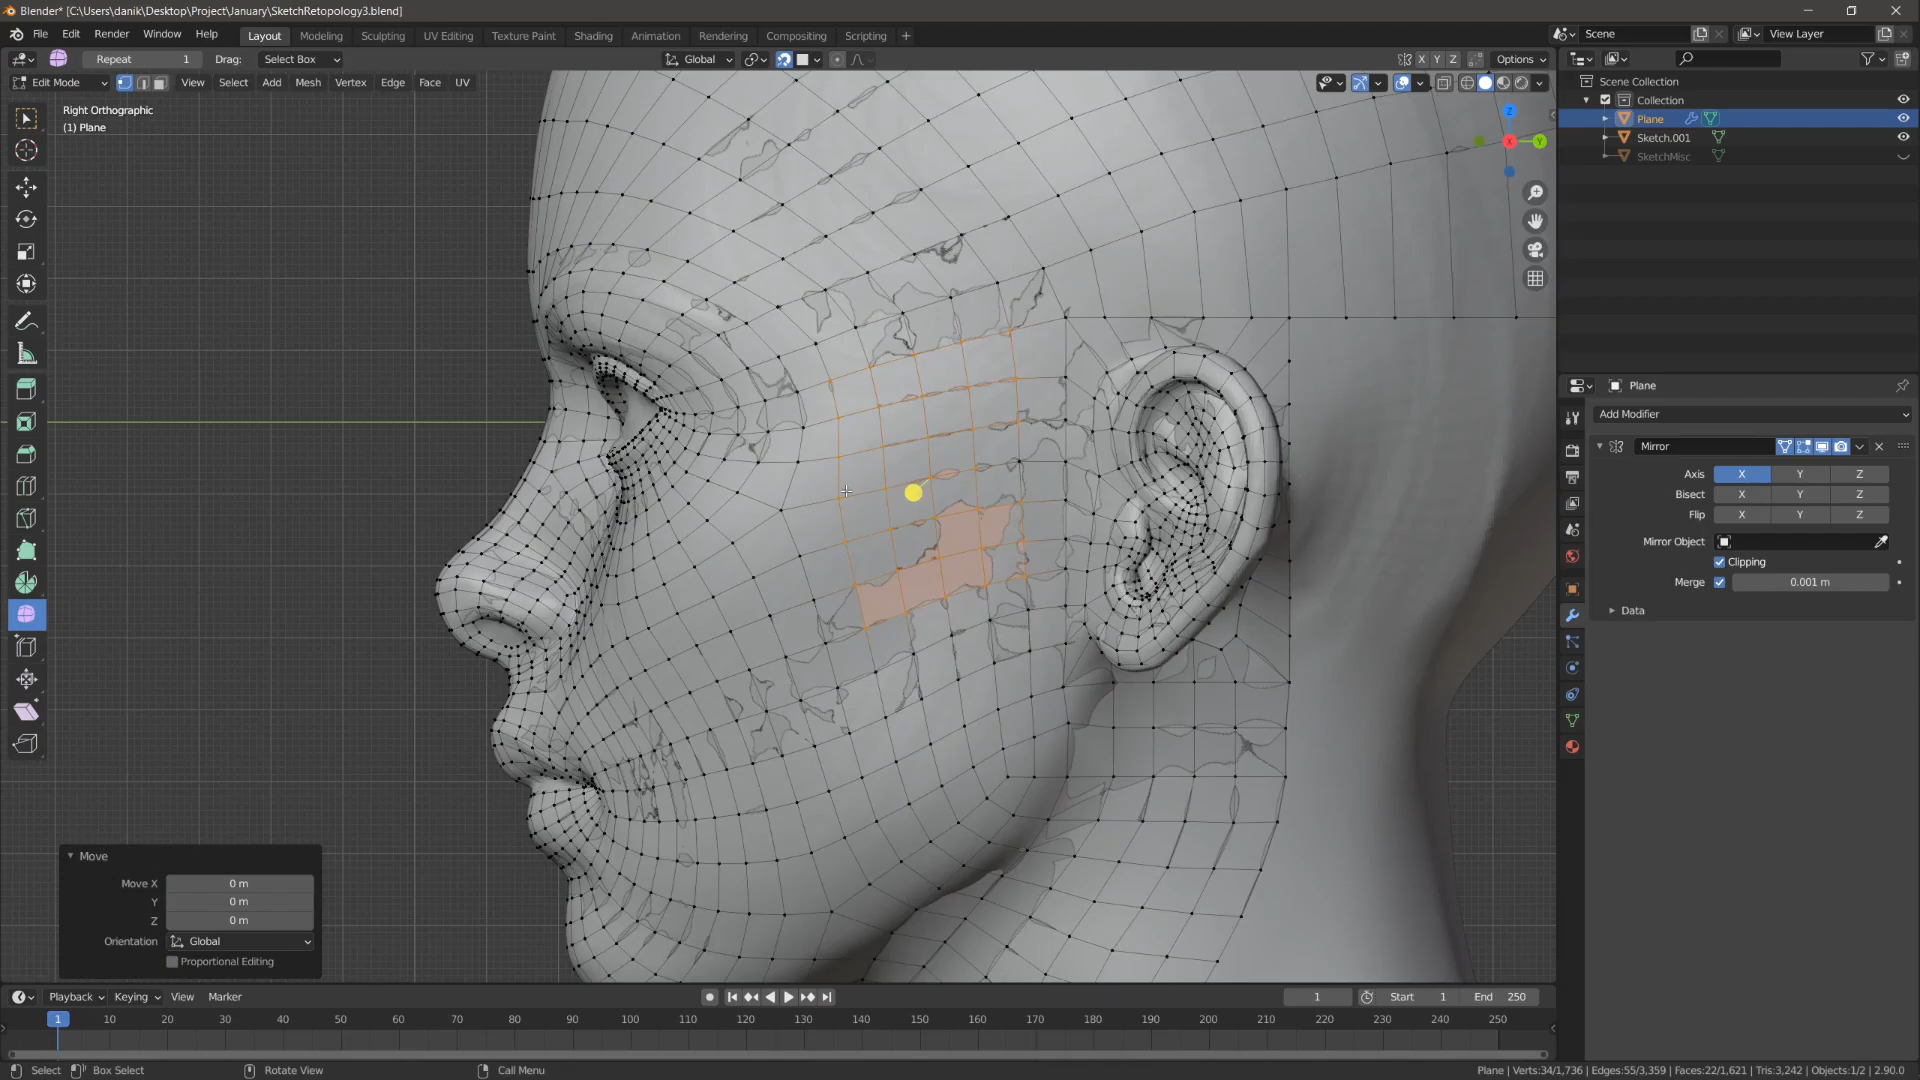 Blender* [C:\Users\danik\Desktop\Project\January\SketchRetopology3.blend]
File Edit Render Window Help Layout Modeling Sculpting UV Editing Texture Paint Shading Animation Rendering Compositing Scripting + Scene View Layer
Repeat 1 Drag: Select Box Global X Y Z Options
Edit Mode View Select Add Mesh Vertex Edge Face UV
Right Orthographic
(1) Plane
Z
X
Y
Scene Collection
Collection
Plane
Sketch.001
SketchMisc
Plane
Add Modifier
Mirror
Axis X Y Z
Bisect X Y Z
Flip X Y Z
Mirror Object
Clipping
Merge 0.001 m
Data
Move
Move X 0 m
Y 0 m
Z 0 m
Orientation Global
Proportional Editing
Playback Keying View Marker 1 Start 1 End 250
1 10 20 30 40 50 60 70 80 90 100 110 120 130 140 150 160 170 180 190 200 210 220 230 240 250
Select Box Select Rotate View Call Menu Plane | Verts:34/1,736 | Edges:55/3,359 | Faces:22/1,621 | Tris:3,242 | Objects:1/2 | 2.90.0